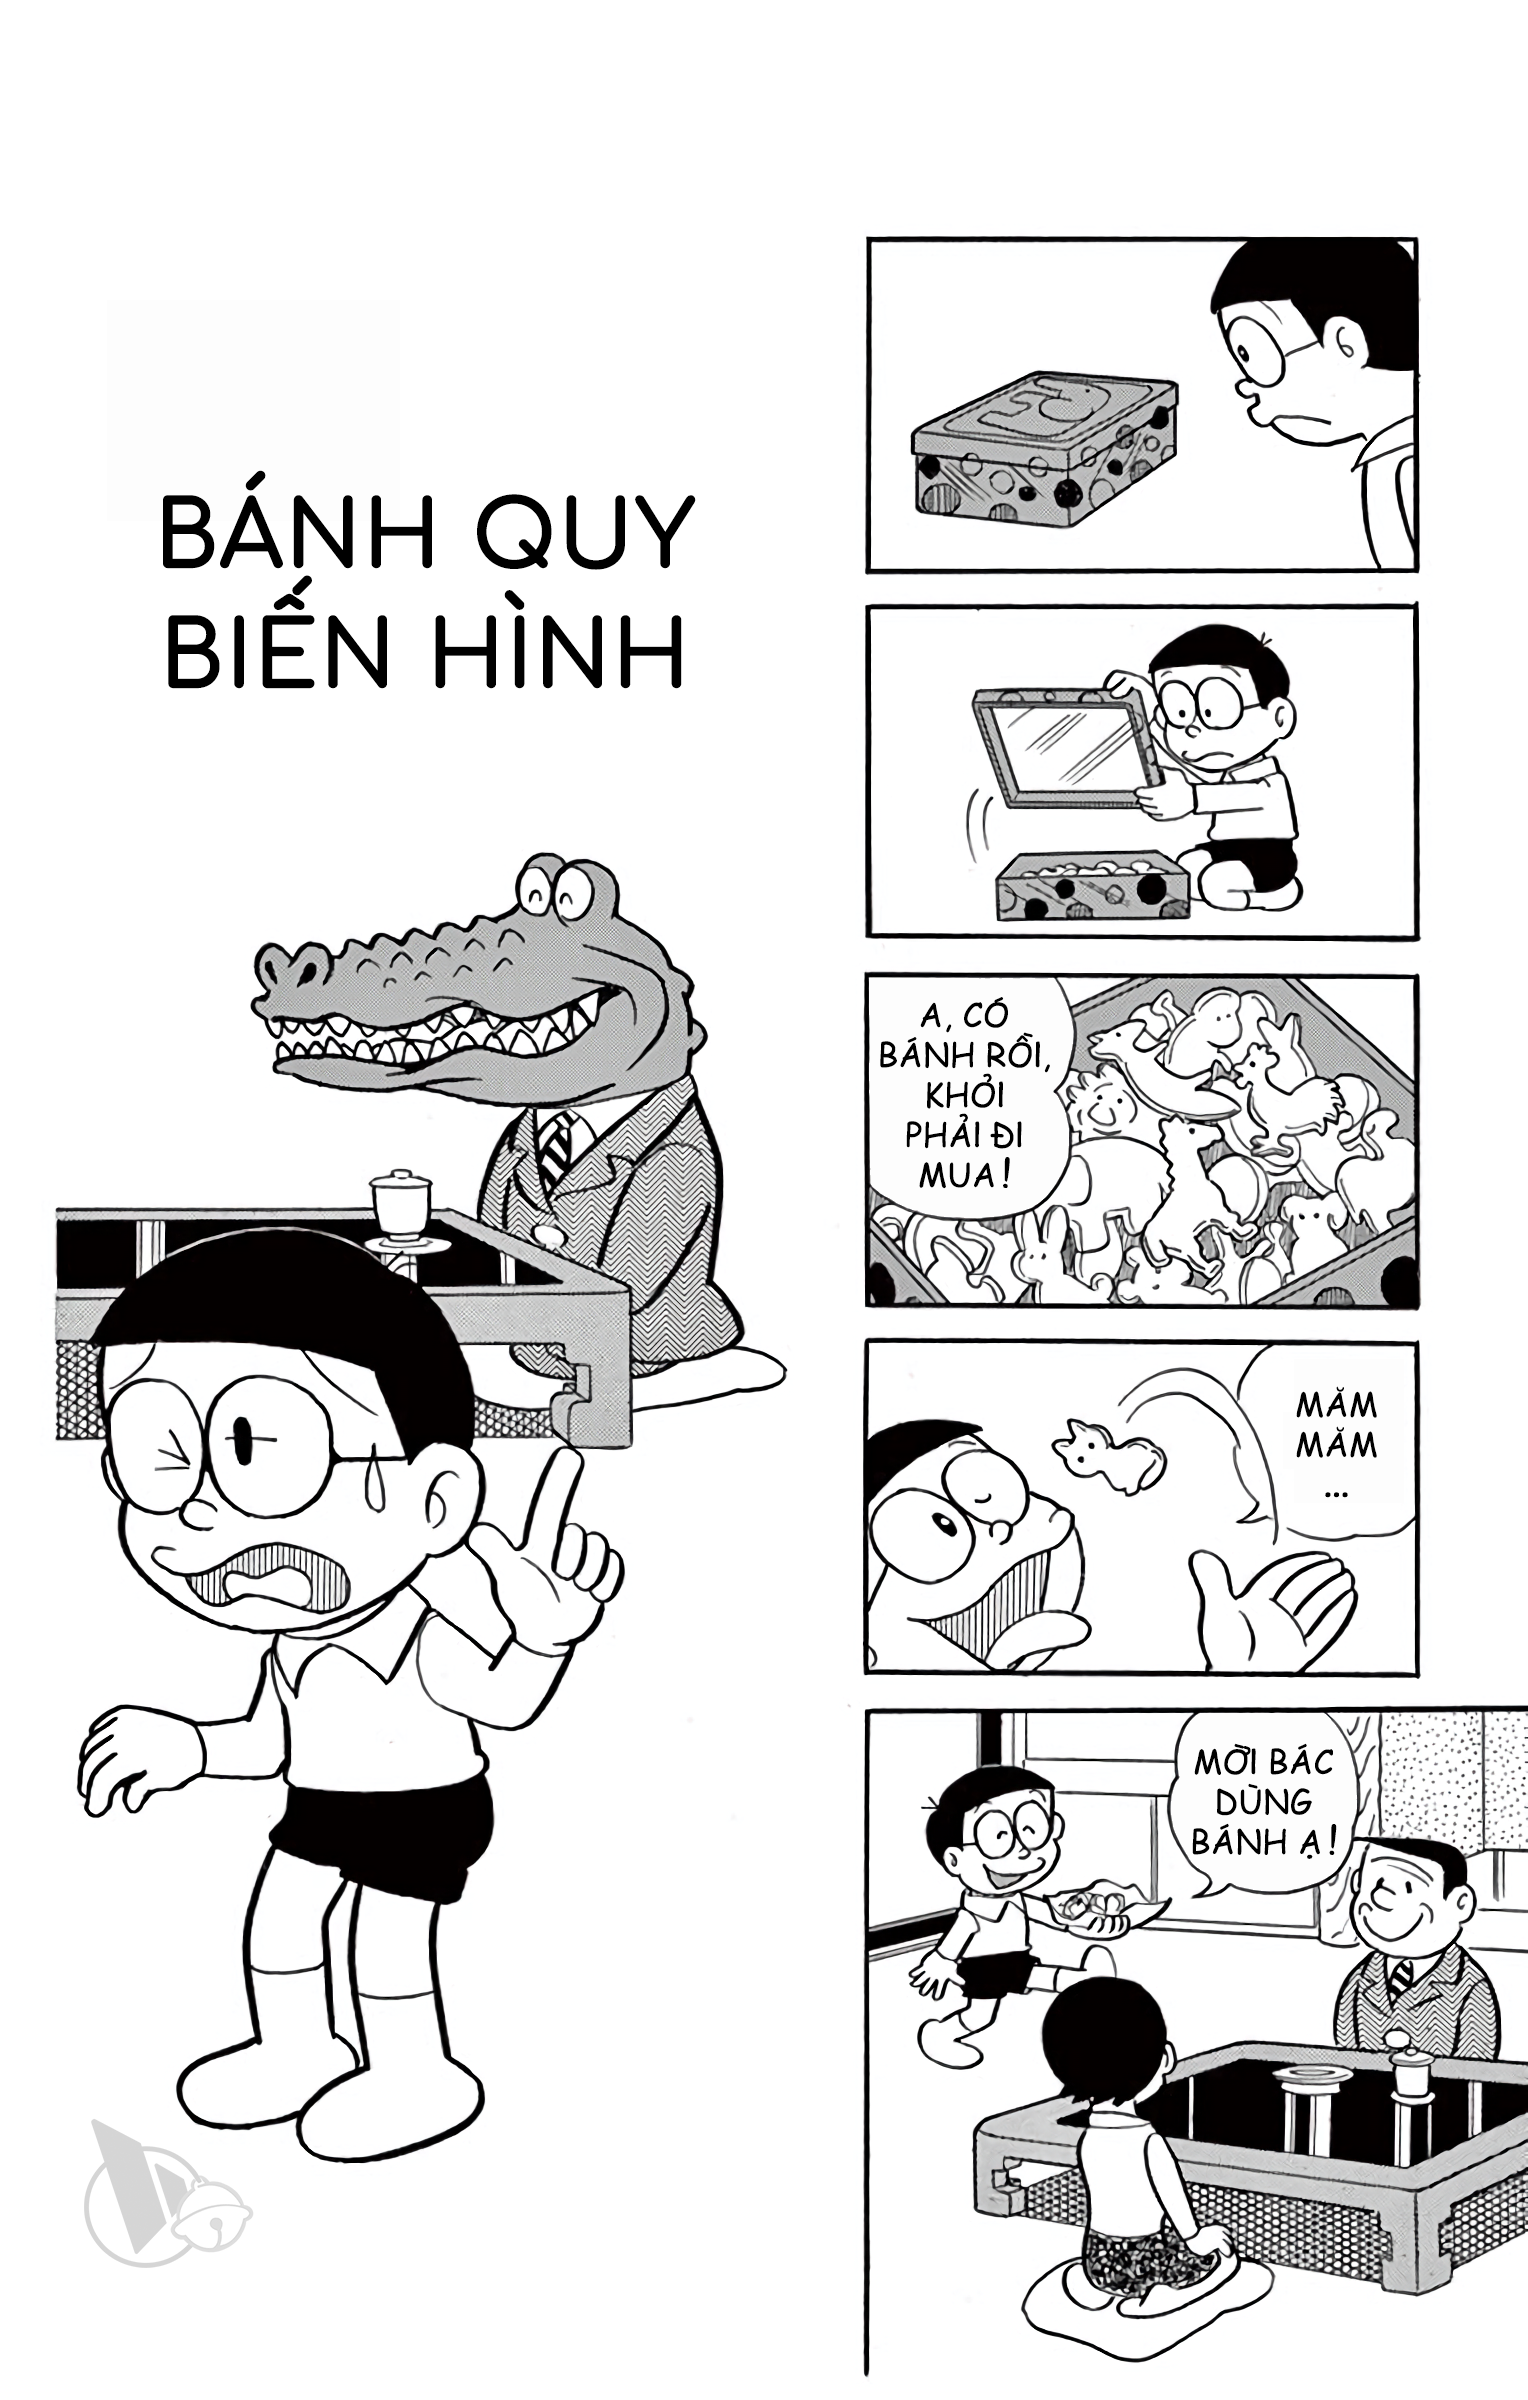 BÁNH QUY
BIẾN HÌNH
A, CÓ
BÁNH RỒI,
KHỎI
PHẢI ĐI
MUA!
MĂM
MĂM
...
MỜI BÁC
DÙNG
BÁNH Ạ!